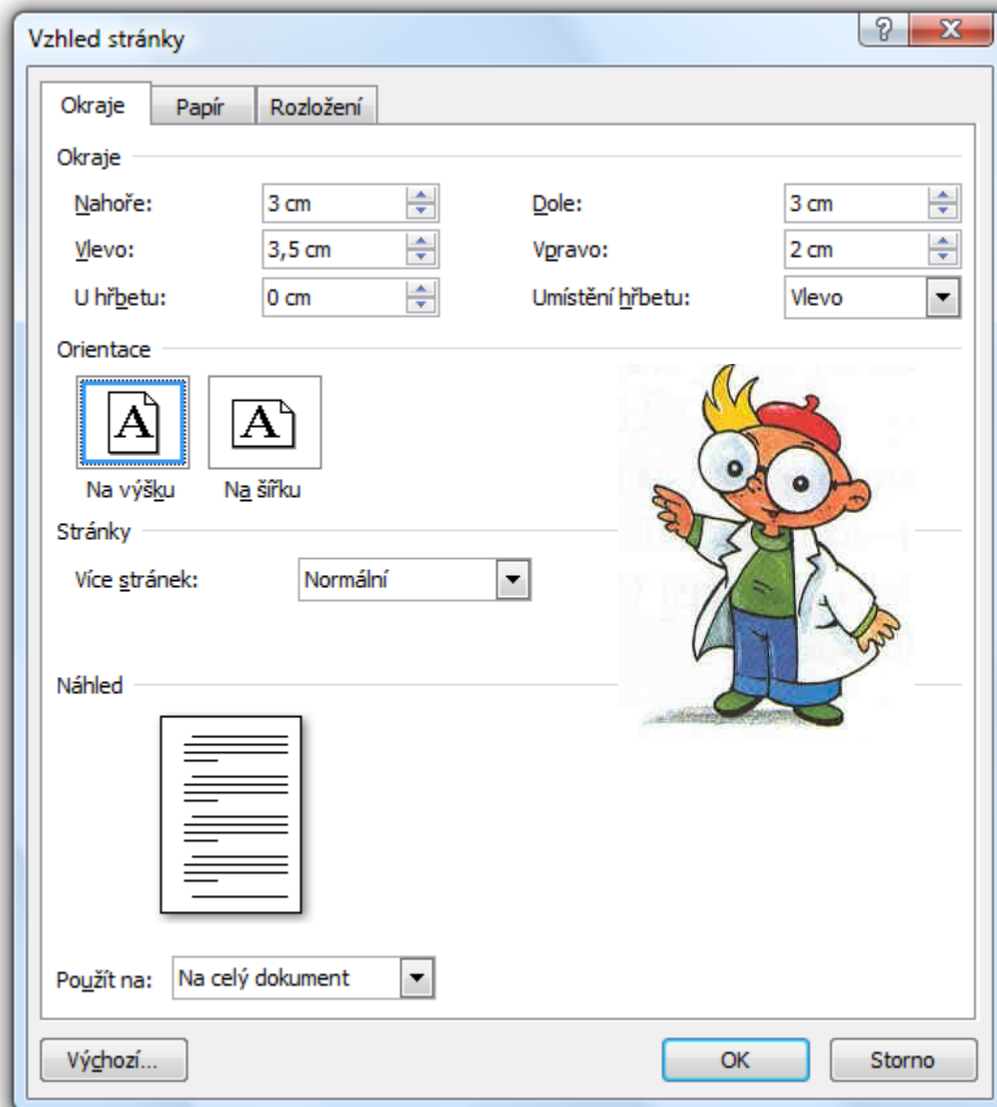 Vzhled stránky
Okraje Papír Rozložení
Okraje
Nahoře: 3 cm Dole: 3 cm
Vlevo: 3,5 cm Vpravo: 2 cm
U hřbetu: 0 cm Umístění hřbetu: Vlevo
Orientace
A A
Na výšku Na šířku
Stránky
Více stránek: Normální
Náhled
Použít na: Na celý dokument
Výchozí... OK Storno